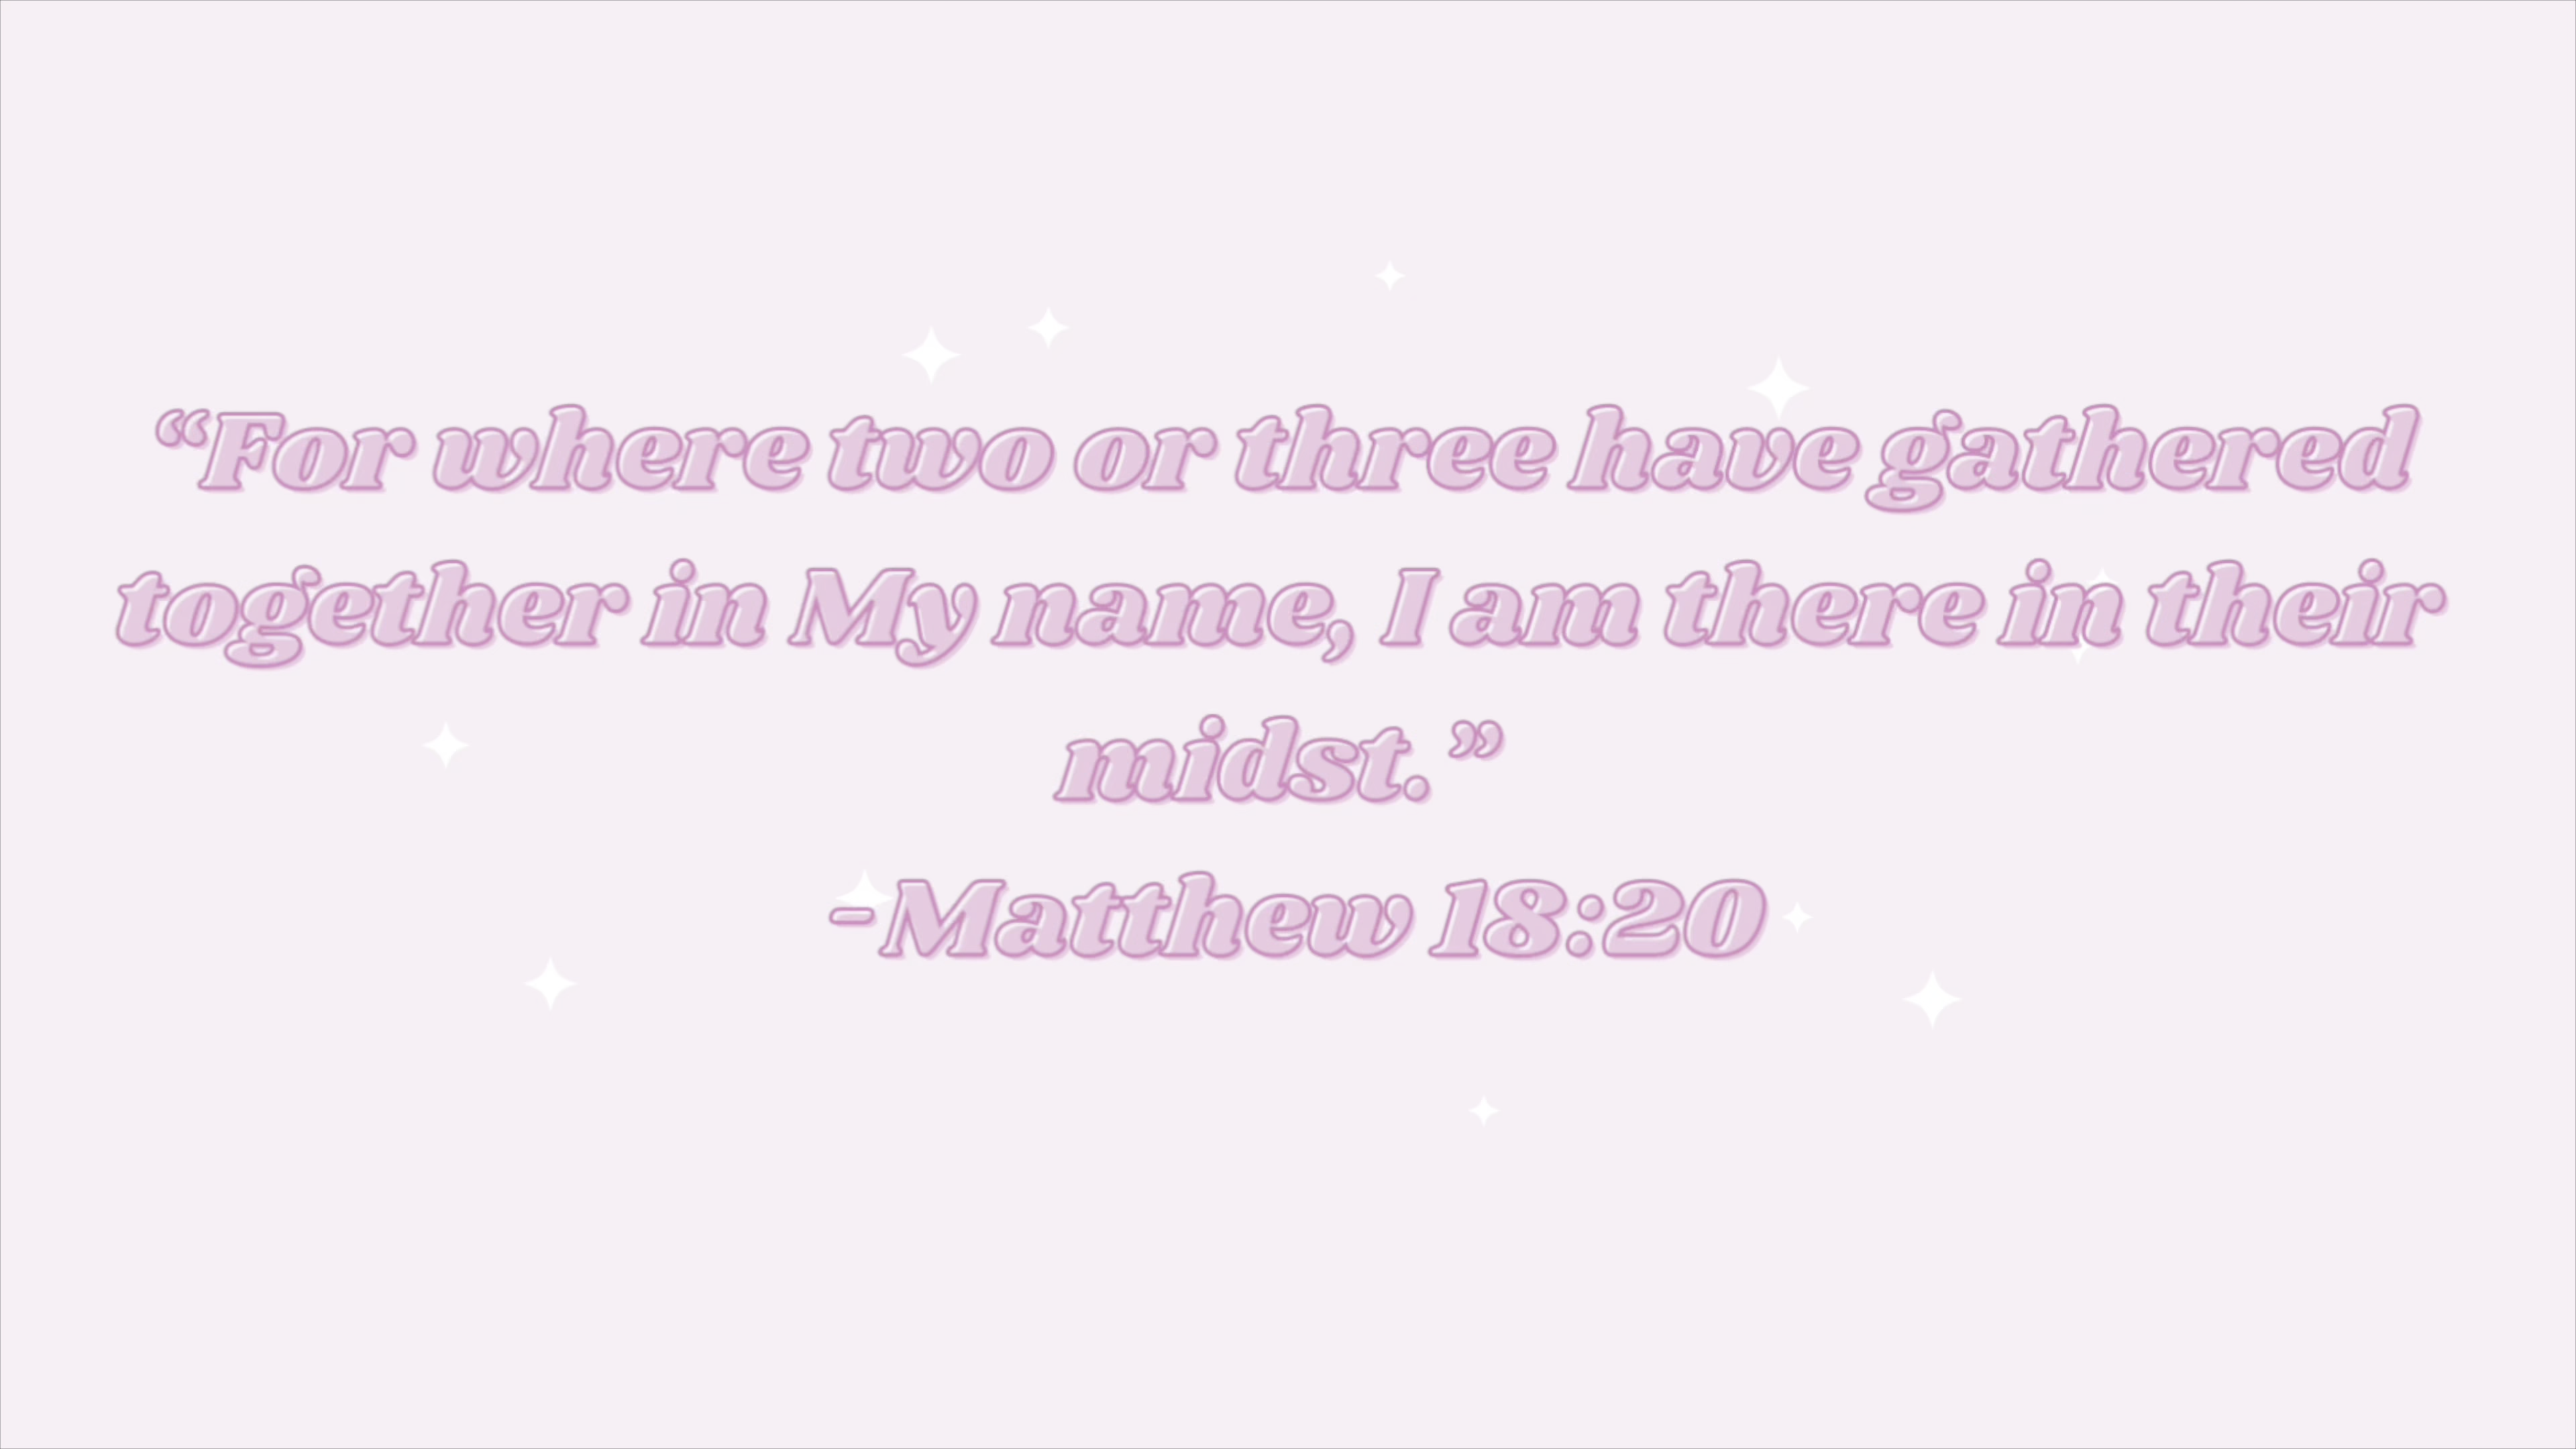 “For where two or three have gathered
together in My name, I am there in their
midst.”
-Matthew 18:20